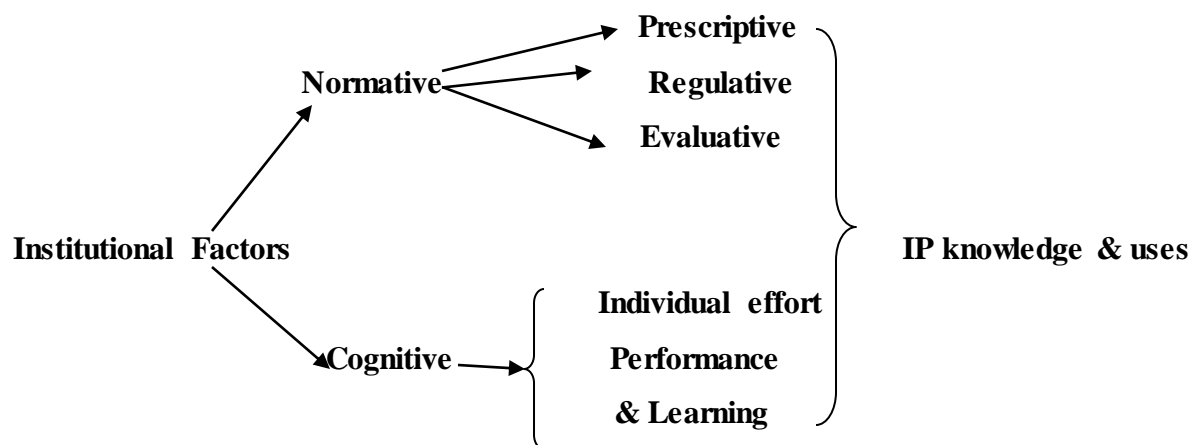 Prescriptive
Normative
Regulative
Evaluative
Institutional Factors
IP knowledge & uses
Individual effort
Cognitive
Performance
& Learning